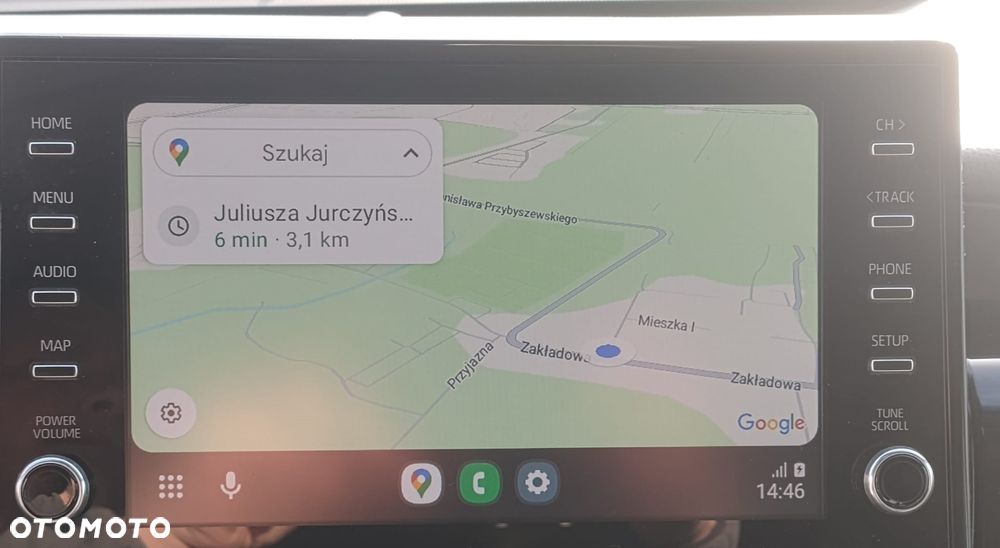 HOME
MENU
AUDIO
MAP
POWER
VOLUME
Szukaj
Juliusza Jurczyńs...
6 min · 3,1 km
Przybyszewskiego
Mieszka I
Zakładowa
Przyjazna
Zakładowa
Google
14:46
CH >
< TRACK
PHONE
SETUP
TUNE
SCROLL
OTOMOTO